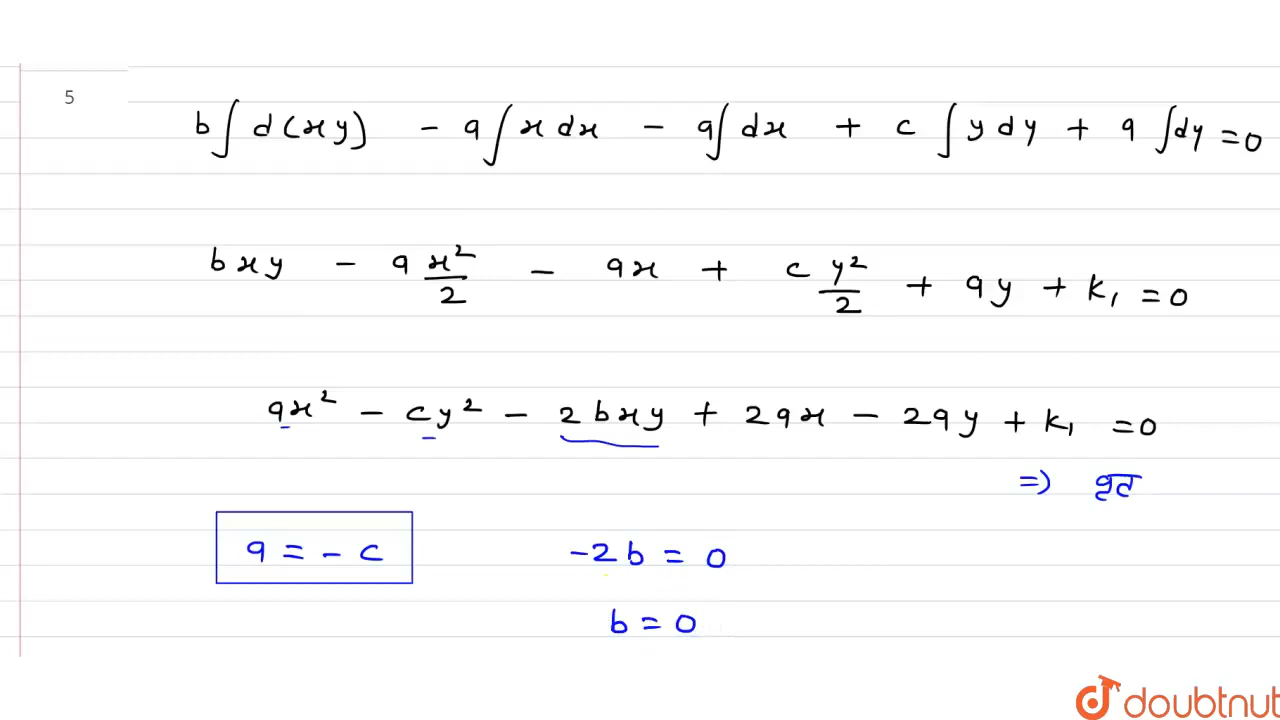 5
b∫d(xy) - a∫x dx - a∫dx + c∫y dy + a∫dy = 0
bxy - a x²/2 - ax + c y²/2 + ay + k₁ = 0
ax² - cy² - 2bxy + 2ax - 2ay + k₁ = 0
=> वृत्त
a = - c
-2b = 0
b = 0
doubtnut